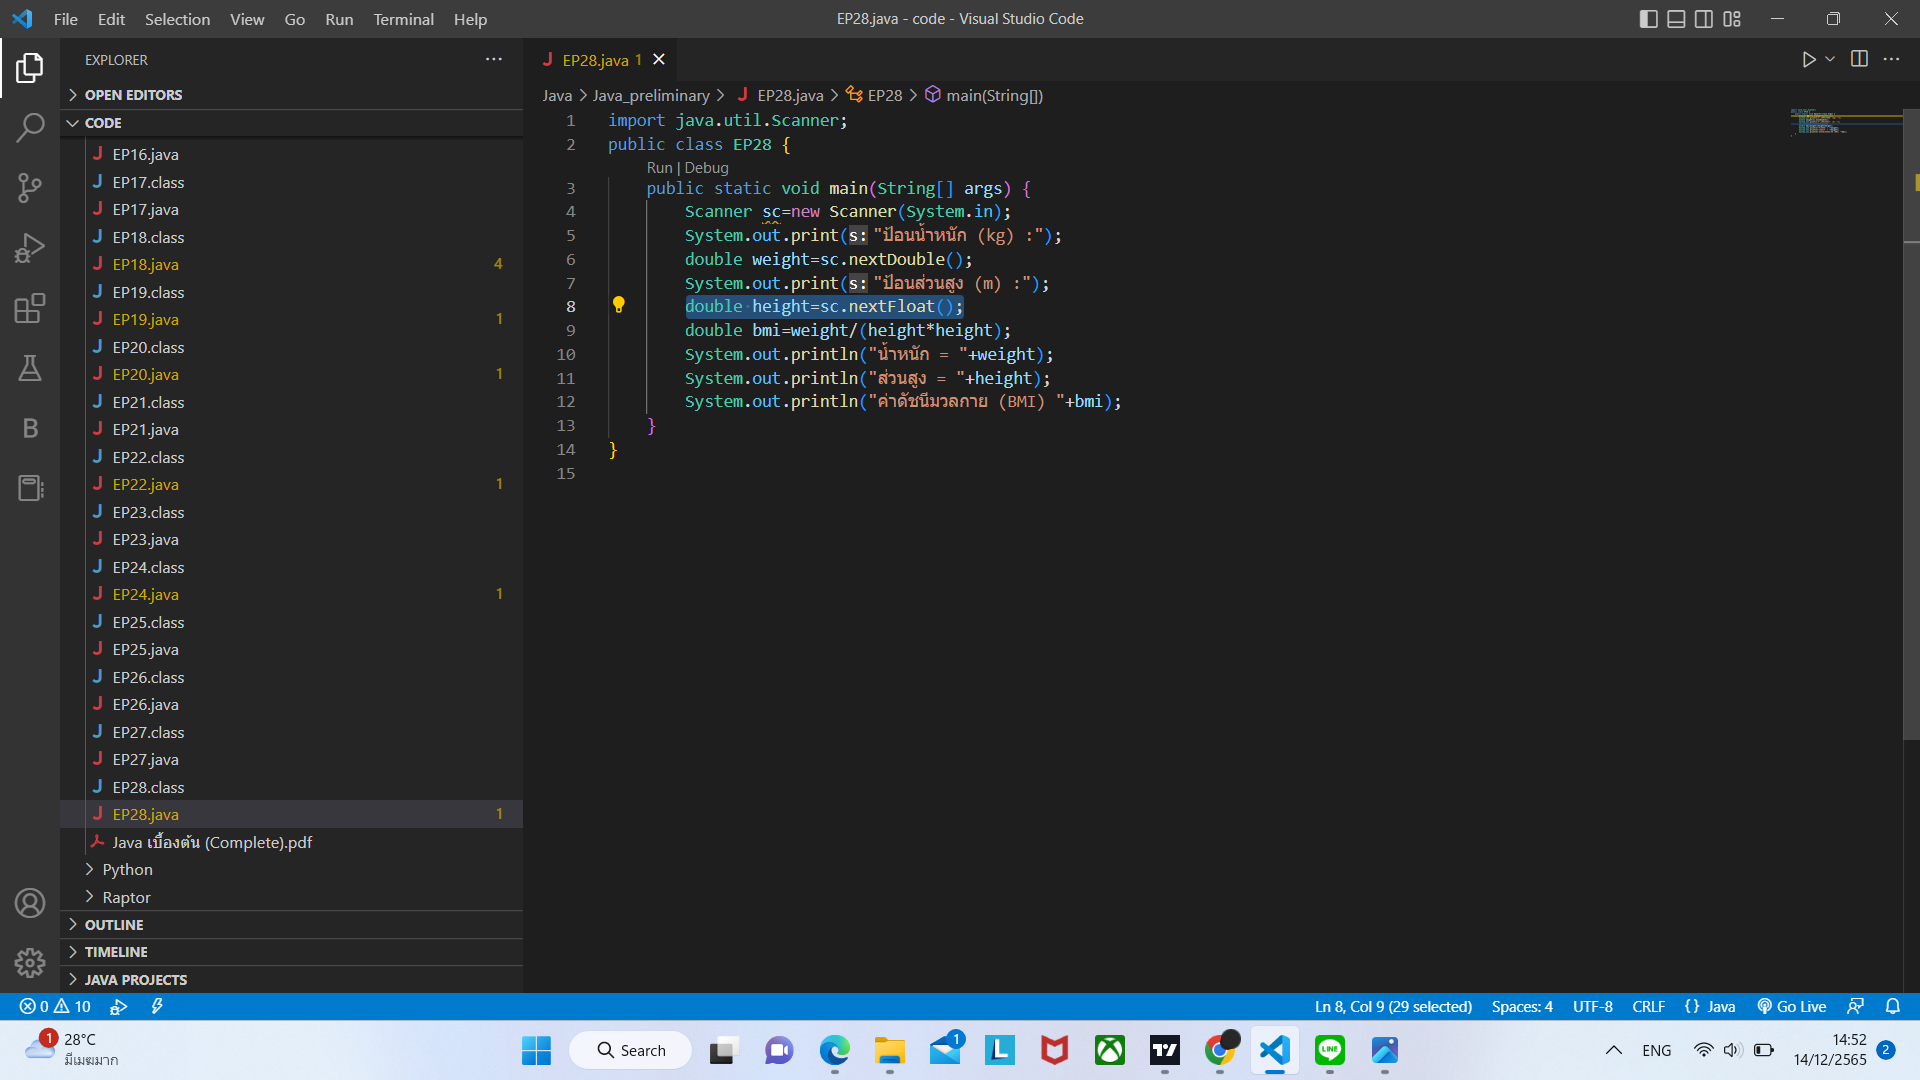 File Edit Selection View Go Run Terminal Help
EP28.java - code - Visual Studio Code
EXPLORER
OPEN EDITORS
CODE
EP16.java
EP17.class
EP17.java
EP18.class
EP18.java 4
EP19.class
EP19.java 1
EP20.class
EP20.java 1
EP21.class
EP21.java
EP22.class
EP22.java 1
EP23.class
EP23.java
EP24.class
EP24.java 1
EP25.class
EP25.java
EP26.class
EP26.java
EP27.class
EP27.java
EP28.class
EP28.java 1
Java เบื้องต้น (Complete).pdf
Python
Raptor
OUTLINE
TIMELINE
JAVA PROJECTS
EP28.java 1
Java > Java_preliminary > EP28.java > EP28 > main(String[])
1 import java.util.Scanner;
2 public class EP28 {
Run | Debug
3 public static void main(String[] args) {
4 Scanner sc=new Scanner(System.in);
5 System.out.print(s: "ป้อนน้ำหนัก (kg) :");
6 double weight=sc.nextDouble();
7 System.out.print(s: "ป้อนส่วนสูง (m) :");
8 double height=sc.nextFloat();
9 double bmi=weight/(height*height);
10 System.out.println("น้ำหนัก = "+weight);
11 System.out.println("ส่วนสูง = "+height);
12 System.out.println("ค่าดัชนีมวลกาย (BMI) "+bmi);
13 }
14 }
15
0 10
Ln 8, Col 9 (29 selected) Spaces: 4 UTF-8 CRLF {} Java Go Live
1 28°C
มีเมฆมาก
Search
1
L
LINE
ENG
14:52
14/12/2565
2